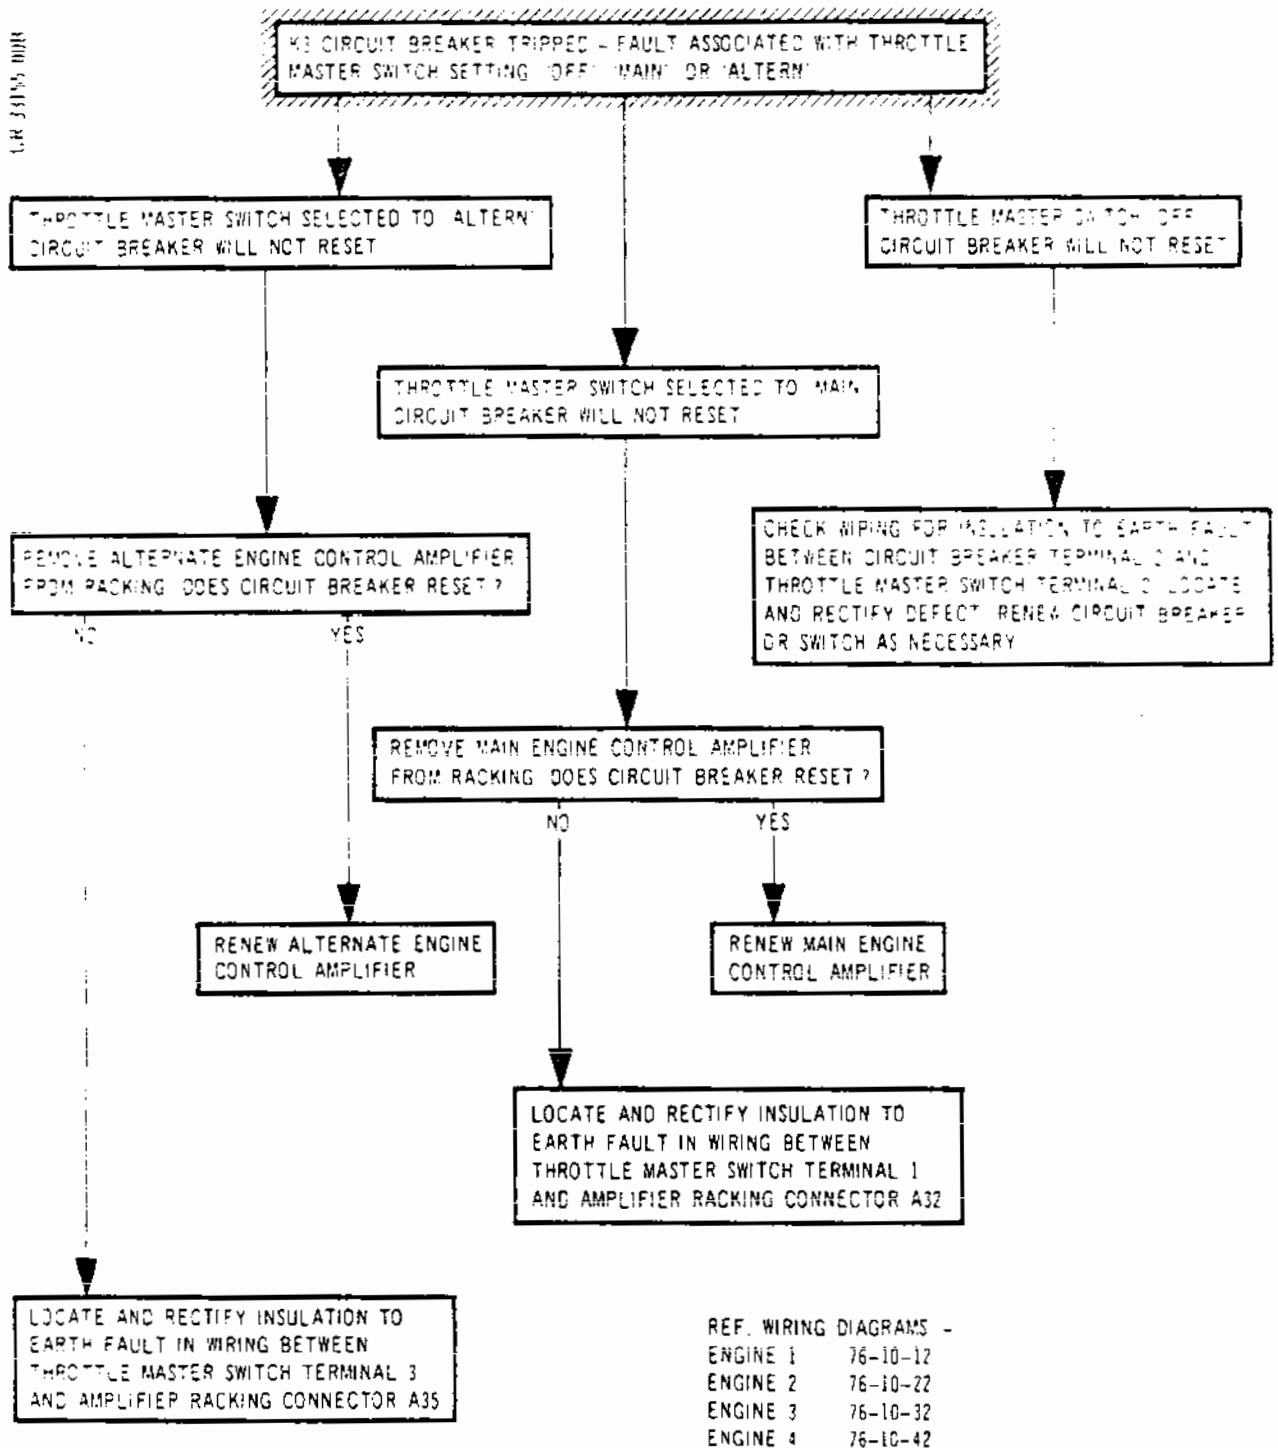 CIRCUIT BREAKER TRIPPED - FAULT ASSOCIATED WITH THROTTLE
MASTER SWITCH SETTING 'OFF' 'MAIN' OR 'ALTERN'
THROTTLE MASTER SWITCH SELECTED TO 'ALTERN'
CIRCUIT BREAKER WILL NOT RESET
THROTTLE MASTER SWITCH 'OFF'
CIRCUIT BREAKER WILL NOT RESET
THROTTLE MASTER SWITCH SELECTED TO 'MAIN'
CIRCUIT BREAKER WILL NOT RESET
REMOVE ALTERNATE ENGINE CONTROL AMPLIFIER
FROM RACKING DOES CIRCUIT BREAKER RESET ?
NO
YES
CHECK WIRING FOR INSULATION TO EARTH FAULT
BETWEEN CIRCUIT BREAKER TERMINAL AND
THROTTLE MASTER SWITCH TERMINAL LOCATE
AND RECTIFY DEFECT RENEW CIRCUIT BREAKER
OR SWITCH AS NECESSARY
REMOVE MAIN ENGINE CONTROL AMPLIFIER
FROM RACKING DOES CIRCUIT BREAKER RESET ?
NO
YES
RENEW ALTERNATE ENGINE
CONTROL AMPLIFIER
RENEW MAIN ENGINE
CONTROL AMPLIFIER
LOCATE AND RECTIFY INSULATION TO
EARTH FAULT IN WIRING BETWEEN
THROTTLE MASTER SWITCH TERMINAL 1
AND AMPLIFIER RACKING CONNECTOR A32
LOCATE AND RECTIFY INSULATION TO
EARTH FAULT IN WIRING BETWEEN
THROTTLE MASTER SWITCH TERMINAL 3
AND AMPLIFIER RACKING CONNECTOR A35
REF. WIRING DIAGRAMS -
ENGINE 1 76-10-12
ENGINE 2 76-10-22
ENGINE 3 76-10-32
ENGINE 4 76-10-42